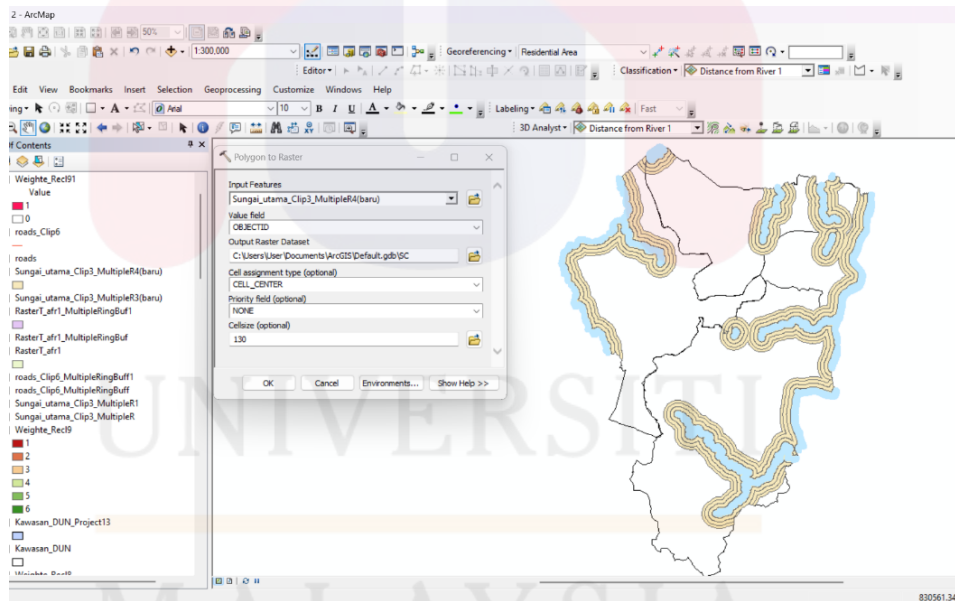 2 - ArcMap
50%
1:300,000
Georeferencing
Residential Area
Editor
Classification
Distance from River 1
Edit View Bookmarks Insert Selection Geoprocessing Customize Windows Help
ing
Arial
10
B I U A
Labeling
Fast
3D Analyst
Distance from River 1
f Contents
Weighte_Recl91
Value
1
0
roads_Clip6
roads
Sungai_utama_Clip3_MultipleR4(baru)
Sungai_utama_Clip3_MultipleR3(baru)
RasterT_afr1_MultipleRingBuf1
RasterT_afr1_MultipleRingBuf
RasterT_afr1
roads_Clip6_MultipleRingBuff1
roads_Clip6_MultipleRingBuff
Sungai_utama_Clip3_MultipleR1
Sungai_utama_Clip3_MultipleR
Weighte_Recl9
1
2
3
4
5
6
Kawasan_DUN_Project13
Kawasan_DUN
Weighte_Recl8
Polygon to Raster
Input Features
Sungai_utama_Clip3_MultipleR4(baru)
Value field
OBJECTID
Output Raster Dataset
C:\Users\User\Documents\ArcGIS\Default.gdb\SC
Cell assignment type (optional)
CELL_CENTER
Priority field (optional)
NONE
Cellsize (optional)
130
OK Cancel Environments... Show Help >>
UNIVERSITI
MALAYSIA
830561.34